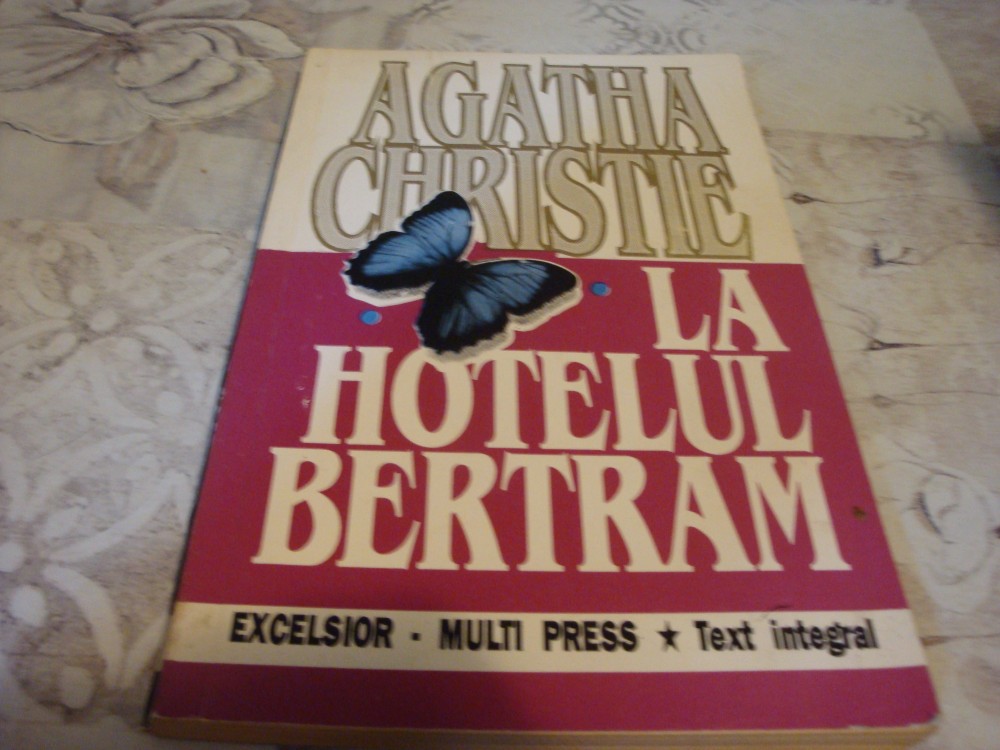 AGATHA
CHRISTIE
LA
HOTELUL
BERTRAM
EXCELSIOR - MULTI PRESS ★ Text integral